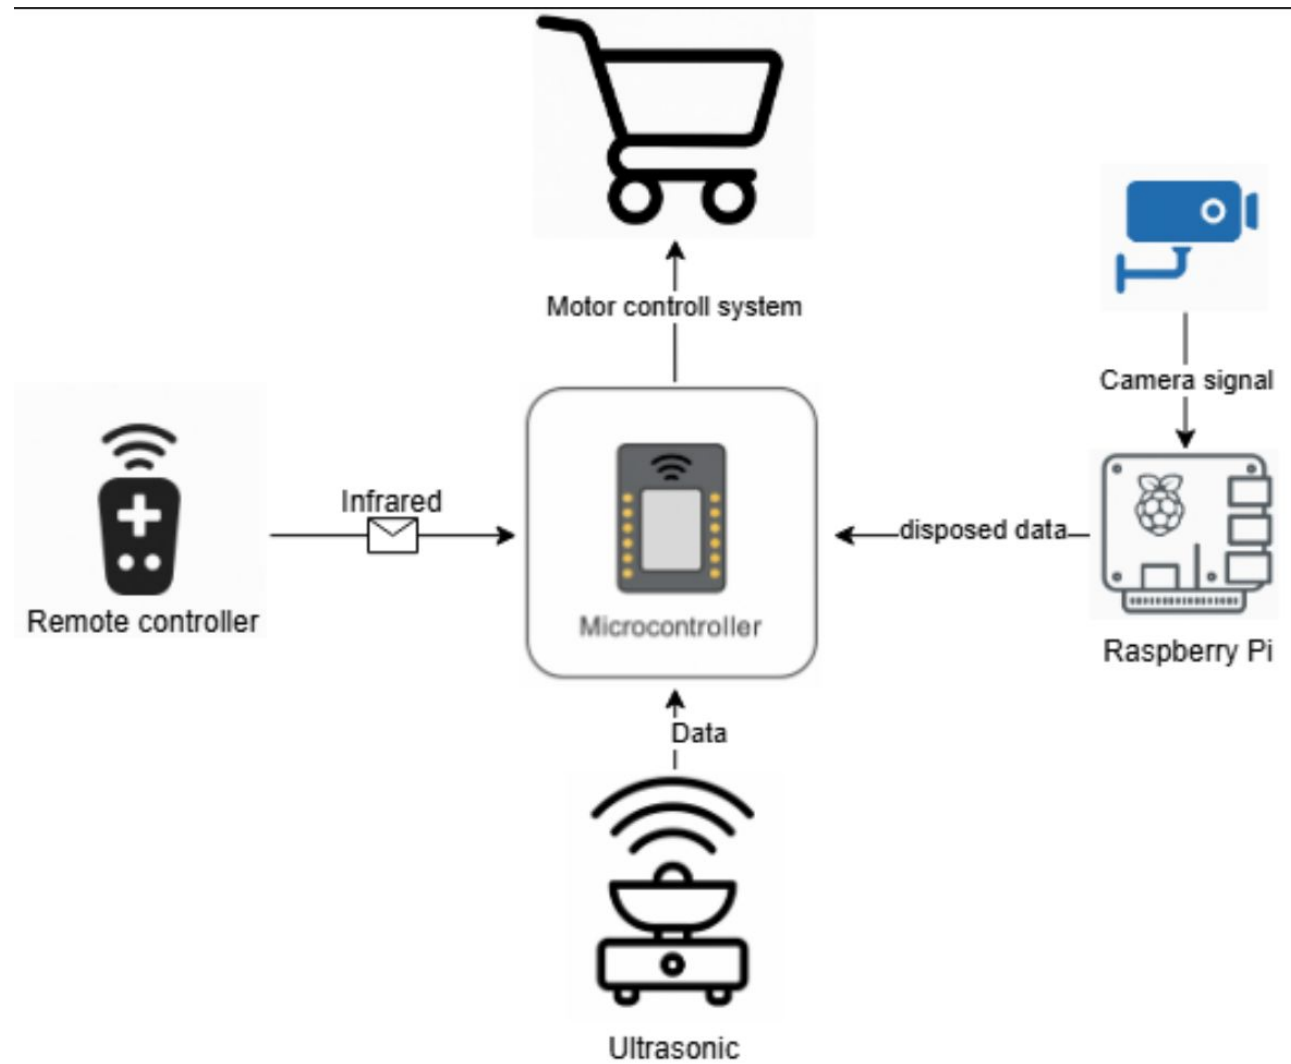 Motor controll system
Camera signal
Infrared
disposed data
Remote controller
Microcontroller
Raspberry Pi
Data
Ultrasonic